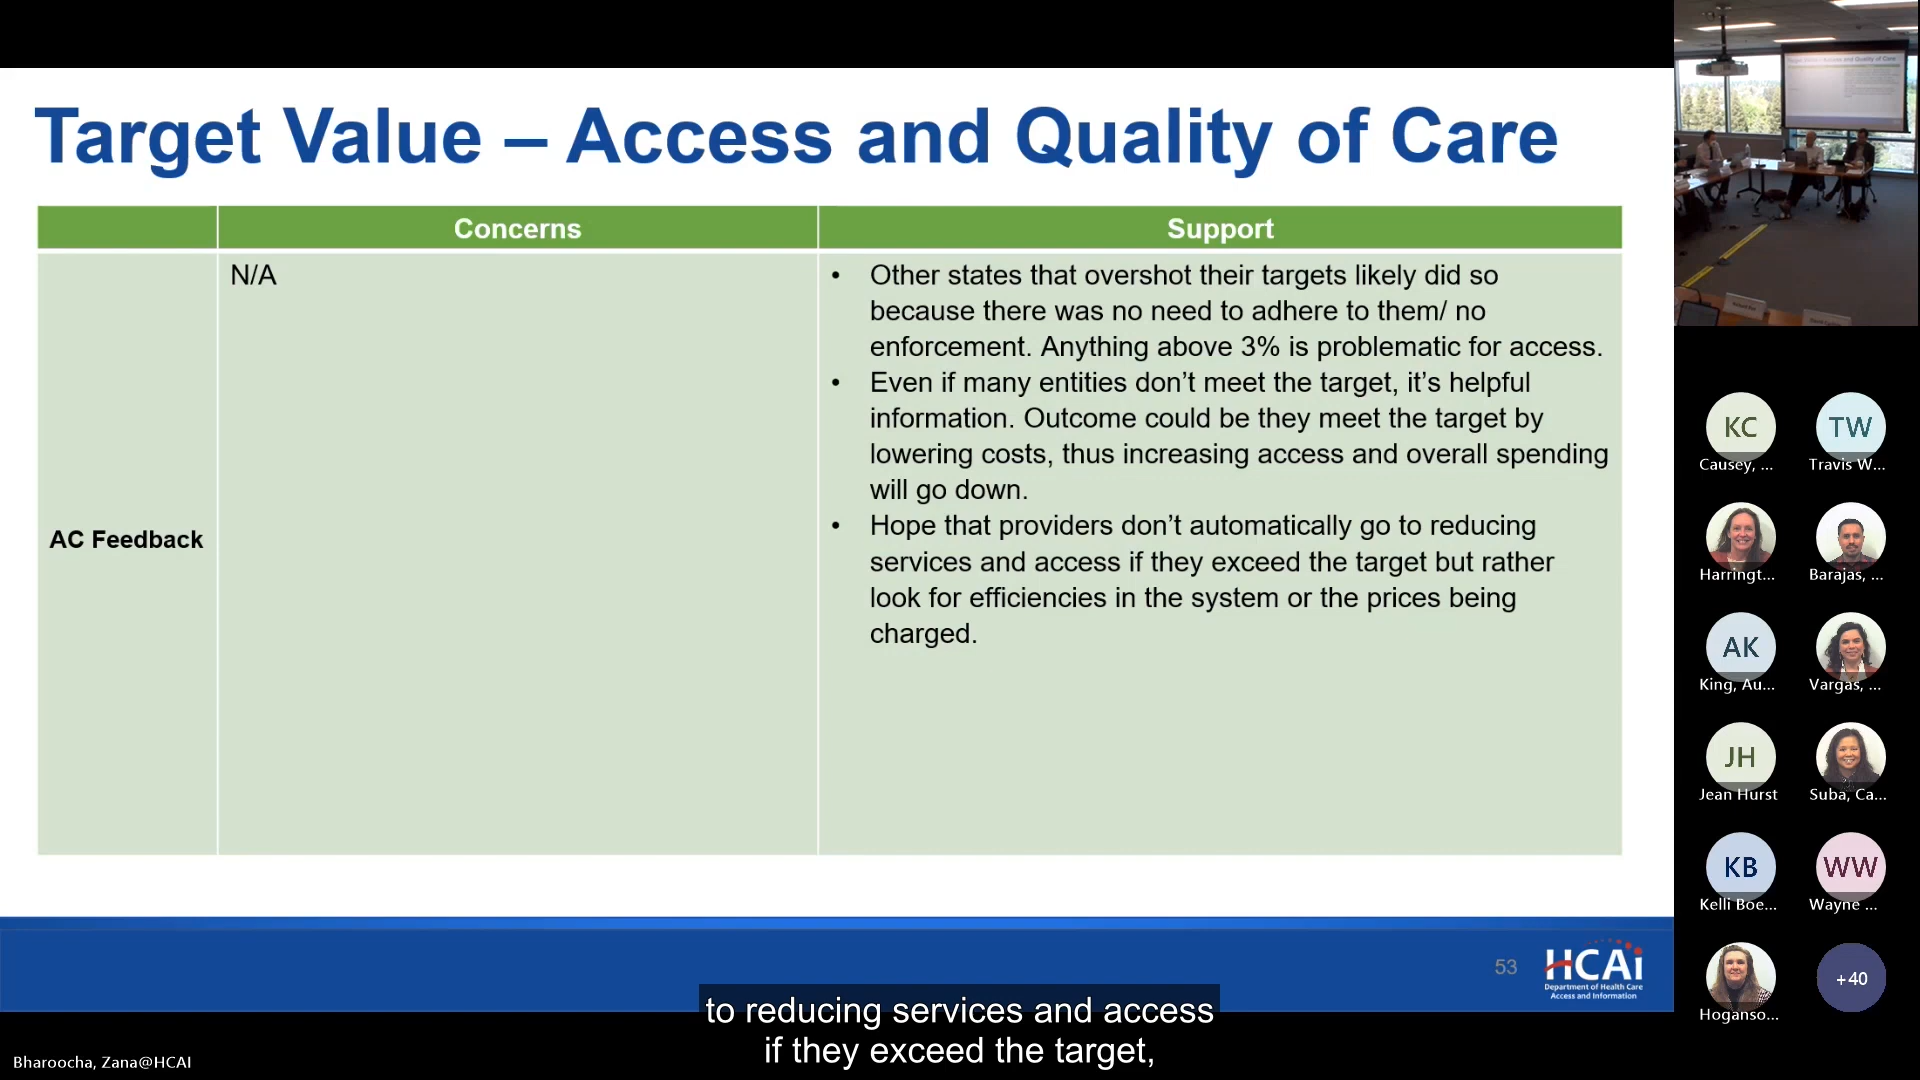 Target Value – Access and Quality of Care
Concerns
Support
AC Feedback
N/A
• Other states that overshot their targets likely did so
because there was no need to adhere to them/ no
enforcement. Anything above 3% is problematic for access.
• Even if many entities don’t meet the target, it’s helpful
information. Outcome could be they meet the target by
lowering costs, thus increasing access and overall spending
will go down.
• Hope that providers don’t automatically go to reducing
services and access if they exceed the target but rather
look for efficiencies in the system or the prices being
charged.
53
HCAi
Department of Health Care
Access and Information
to reducing services and access
if they exceed the target,
Bharoocha, Zana@HCAI
Target Value – Access and Quality of Care
KC
Causey, ...
TW
Travis W...
Harringt...
Barajas, ...
AK
King, Au...
Vargas, ...
JH
Jean Hurst
Suba, Ca...
KB
Kelli Boe...
WW
Wayne ...
Hoganso...
+40